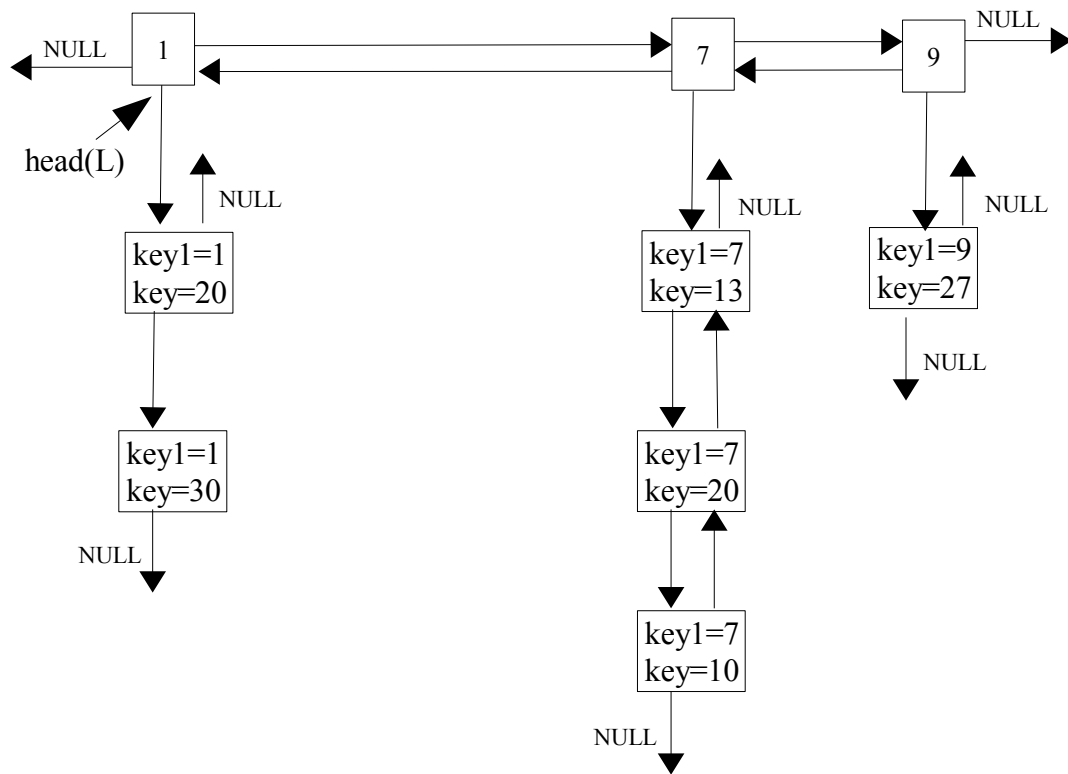 NULL
1
7
9
NULL
head(L)
NULL
NULL
NULL
key1=1
key=20
key1=7
key=13
key1=9
key=27
NULL
key1=1
key=30
key1=7
key=20
NULL
key1=7
key=10
NULL